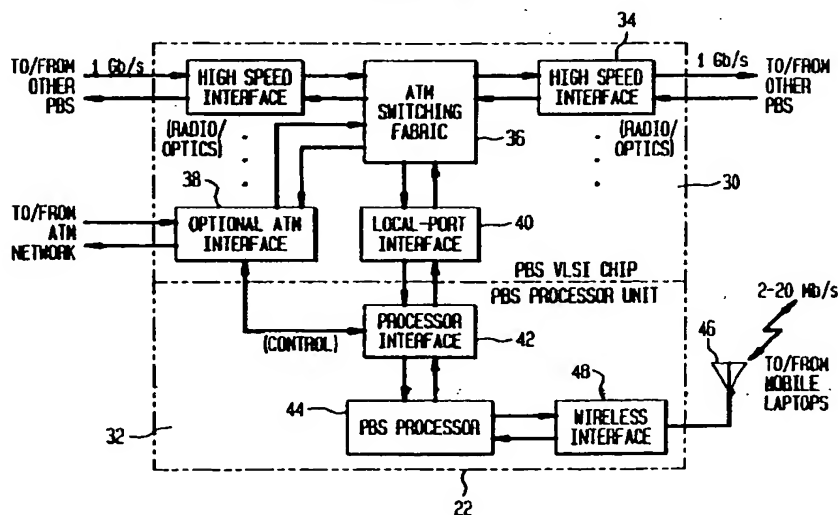 34
1 Gb/s
1 Gb/s
TO/FROM
OTHER
PBS
HIGH SPEED
INTERFACE
ATM
SWITCHING
FABRIC
HIGH SPEED
INTERFACE
TO/FROM
OTHER
PBS
(RADIO/
OPTICS)
36
(RADIO/
OPTICS)
38
30
TO/FROM
ATM
NETWORK
OPTIONAL ATM
INTERFACE
LOCAL-PORT
INTERFACE
40
PBS VLSI CHIP
PBS PROCESSOR UNIT
2-20 Mb/s
(CONTROL)
PROCESSOR
INTERFACE
42
46
TO/FROM
MOBILE
LAPTOPS
48
44
32
PBS PROCESSOR
WIRELESS
INTERFACE
22